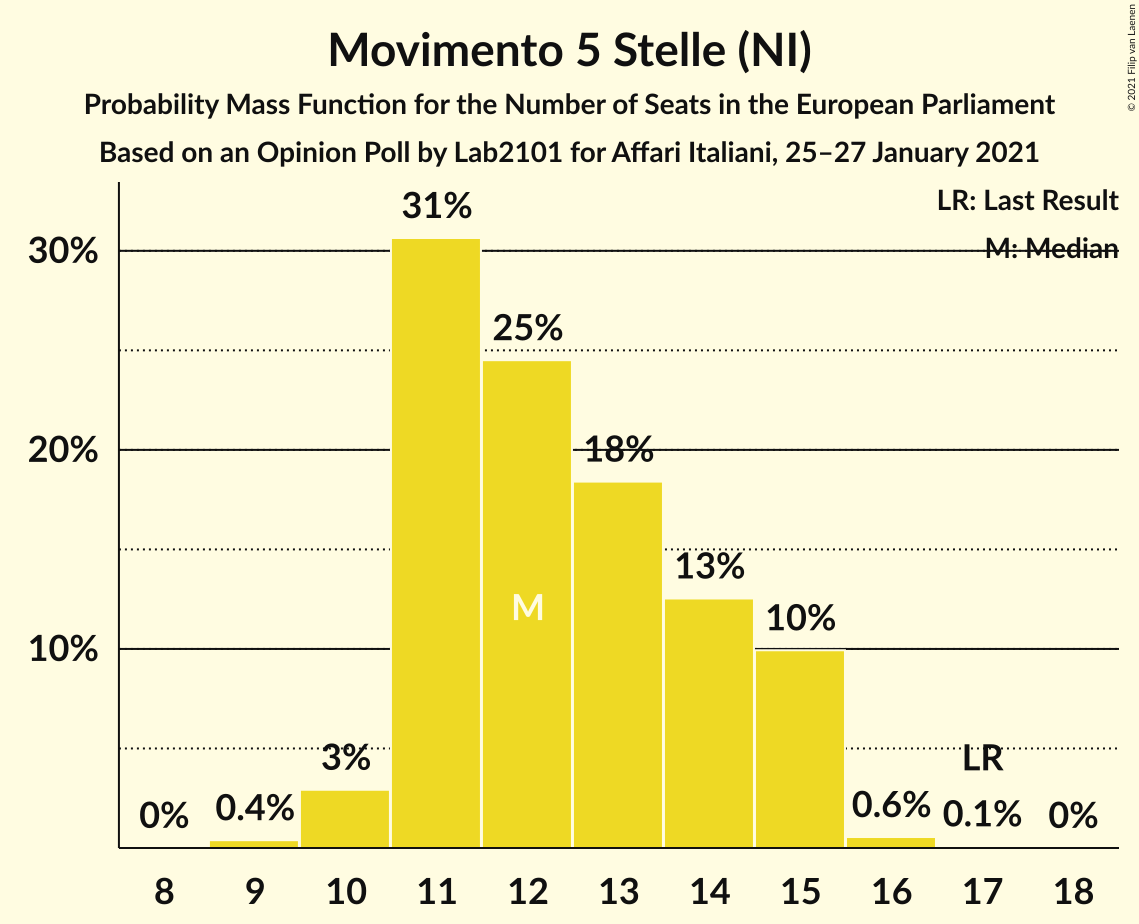 Movimento 5 Stelle (NI)
Probability Mass Function for the Number of Seats in the European Parliament
Based on an Opinion Poll by Lab2101 for Affari Italiani, 25–27 January 2021
© 2021 Filip van Laenen
LR: Last Result
M: Median
30%
20%
10%
0%
0.4%
3%
31%
25%
18%
13%
10%
0.6%
LR
0.1%
0%
M
8 9 10 11 12 13 14 15 16 17 18